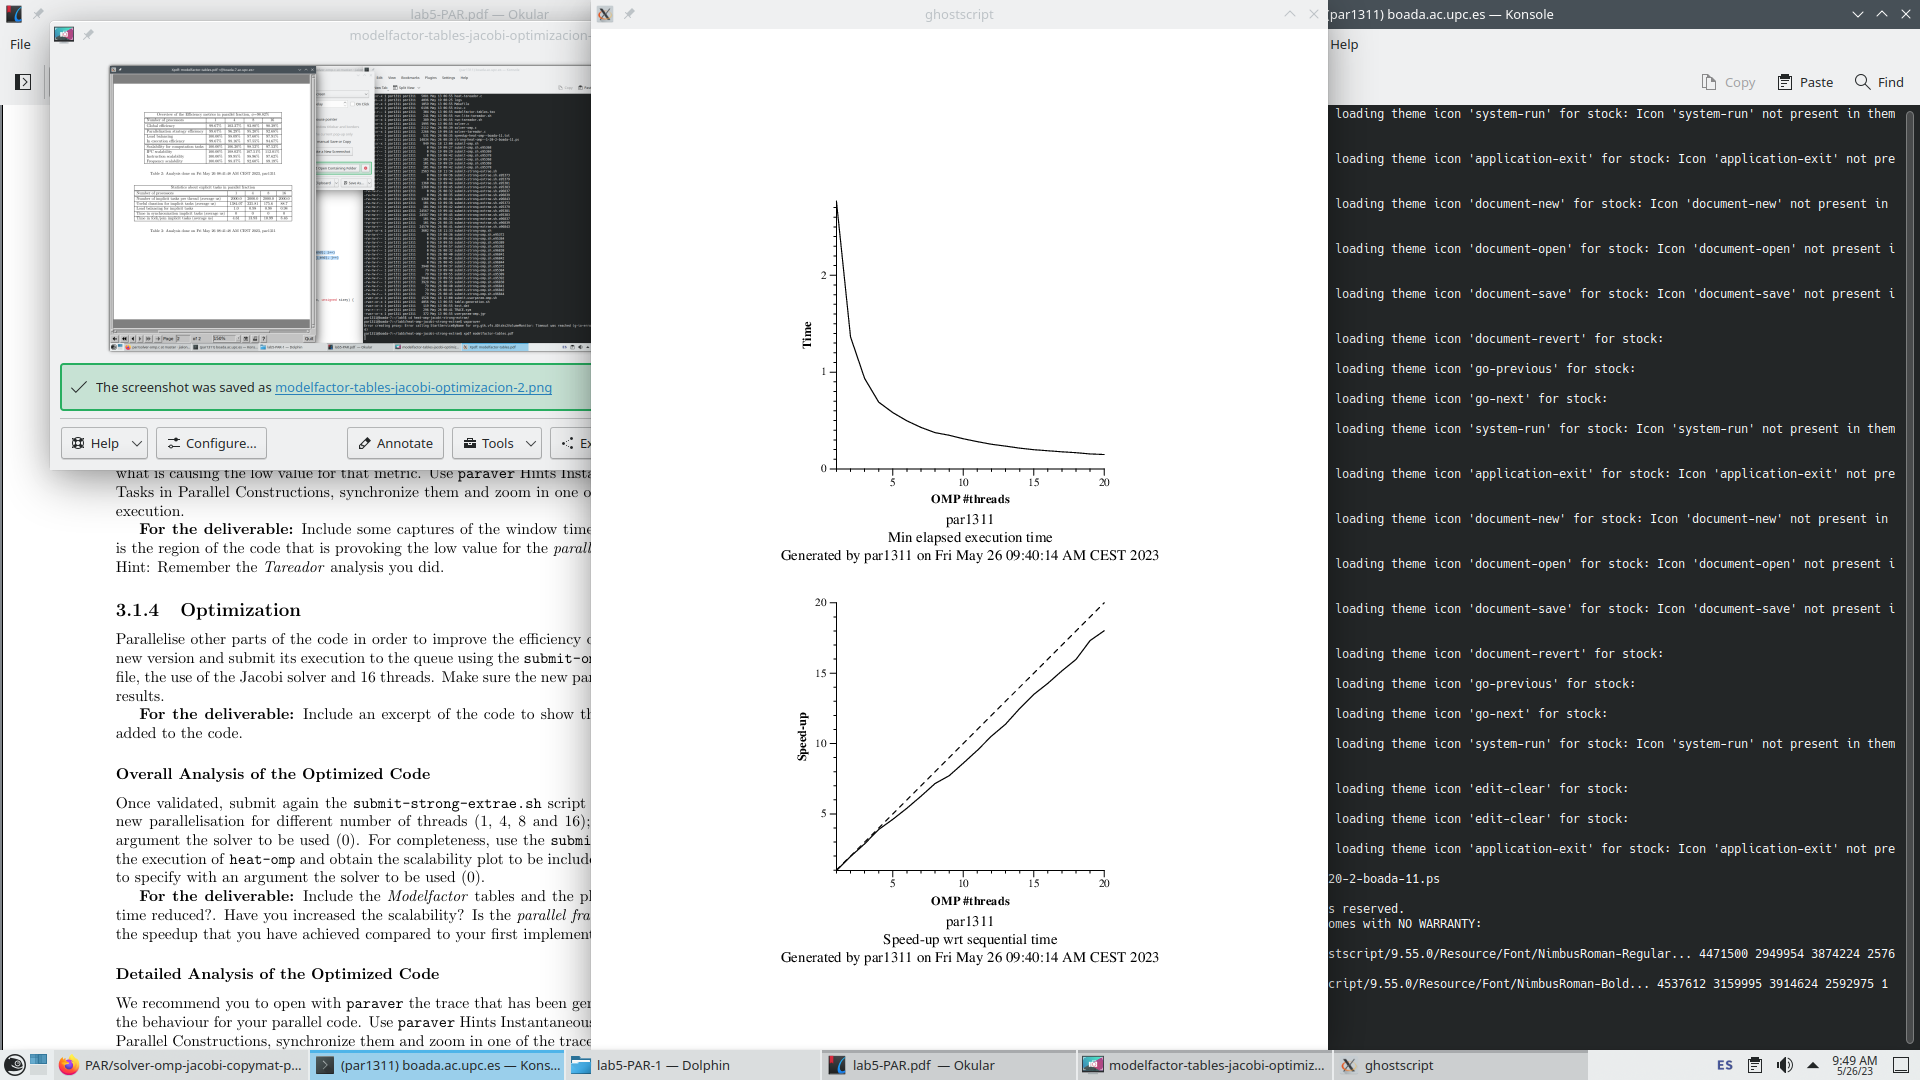 lab5-PAR.pdf — Okular
File
modelfactor-tables-jacobi-optimizacion-
The screenshot was saved as modelfactor-tables-jacobi-optimizacion-2.png
Help
Configure...
Annotate
Tools
what is causing the low value for that metric. Use paraver Hints
Tasks in Parallel Constructions, synchronize them and zoom in one
execution.
For the deliverable: Include some captures of the window
is the region of the code that is provoking the low value for the
Hint: Remember the Tareador analysis you did.
3.1.4 Optimization
Parallelise other parts of the code in order to improve the efficiency
new version and submit its execution to the queue using the
file, the use of the Jacobi solver and 16 threads. Make sure the new
results.
For the deliverable: Include an excerpt of the code to show
added to the code.
Overall Analysis of the Optimized Code
Once validated, submit again the submit-strong-extrae.sh script
new parallelisation for different number of threads (1, 4, 8 and 16);
argument the solver to be used (0). For completeness, use the
the execution of heat-omp and obtain the scalability plot to be
to specify with an argument the solver to be used (0).
For the deliverable: Include the Modelfactor tables and the
time reduced?. Have you increased the scalability? Is the parallel
the speedup that you have achieved compared to your first
Detailed Analysis of the Optimized Code
We recommend you to open with paraver the trace that has been
the behaviour for your parallel code. Use paraver Hints
Parallel Constructions, synchronize them and zoom in one of the
ghostscript
2
1
0
Time
5 10 15 20
OMP #threads
par1311
Min elapsed execution time
Generated by par1311 on Fri May 26 09:40:14 AM CEST 2023
20
15
10
5
Speed-up
5 10 15 20
OMP #threads
par1311
Speed-up wrt sequential time
Generated by par1311 on Fri May 26 09:40:14 AM CEST 2023
(par1311) boada.ac.upc.es — Konsole
Help
Copy Paste Find
loading theme icon 'system-run' for stock: Icon 'system-run' not present in them
loading theme icon 'application-exit' for stock: Icon 'application-exit' not pre
loading theme icon 'document-new' for stock: Icon 'document-new' not present in
loading theme icon 'document-open' for stock: Icon 'document-open' not present i
loading theme icon 'document-save' for stock: Icon 'document-save' not present i
loading theme icon 'document-revert' for stock:
loading theme icon 'go-previous' for stock:
loading theme icon 'go-next' for stock:
loading theme icon 'system-run' for stock: Icon 'system-run' not present in them
loading theme icon 'application-exit' for stock: Icon 'application-exit' not pre
loading theme icon 'document-new' for stock: Icon 'document-new' not present in
loading theme icon 'document-open' for stock: Icon 'document-open' not present i
loading theme icon 'document-save' for stock: Icon 'document-save' not present i
loading theme icon 'document-revert' for stock:
loading theme icon 'go-previous' for stock:
loading theme icon 'go-next' for stock:
loading theme icon 'system-run' for stock: Icon 'system-run' not present in them
loading theme icon 'edit-clear' for stock:
loading theme icon 'edit-clear' for stock:
loading theme icon 'application-exit' for stock: Icon 'application-exit' not pre
20-2-boada-11.ps
s reserved.
omes with NO WARRANTY:
stscript/9.55.0/Resource/Font/NimbusRoman-Regular... 4471500 2949954 3874224 2576
cript/9.55.0/Resource/Font/NimbusRoman-Bold... 4537612 3159995 3914624 2592975 1
PAR/solver-omp-jacobi-copymat-p...
(par1311) boada.ac.upc.es — Kons...
lab5-PAR-1 — Dolphin
lab5-PAR.pdf — Okular
modelfactor-tables-jacobi-optimiz...
ghostscript
ES
9:49 AM
5/26/23